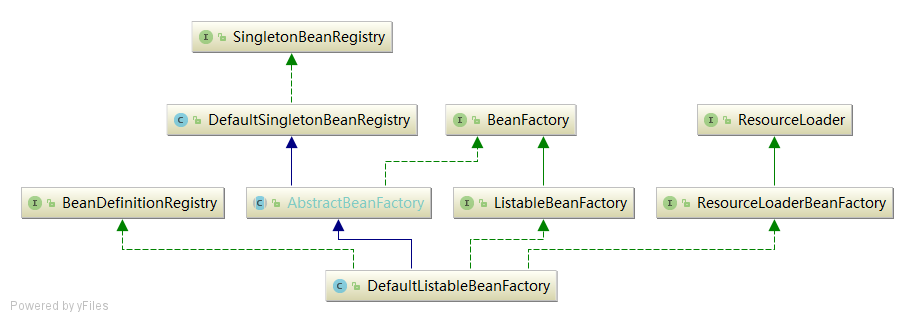 SingletonBeanRegistry
DefaultSingletonBeanRegistry
BeanFactory
ResourceLoader
BeanDefinitionRegistry
AbstractBeanFactory
ListableBeanFactory
ResourceLoaderBeanFactory
DefaultListableBeanFactory
Powered by yFiles